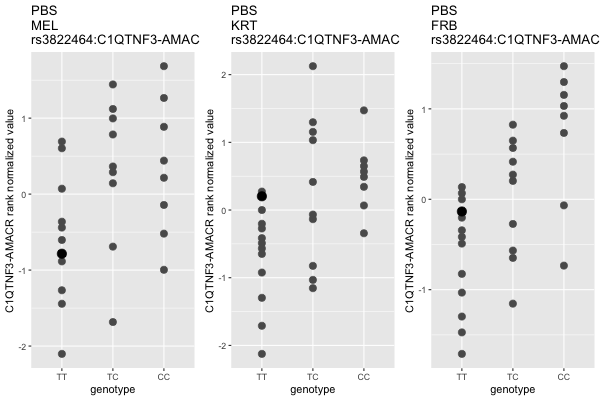 PBS
MEL
rs3822464:C1QTNF3-AMAC
C1QTNF3-AMACR rank normalized value
1
0
-1
-2
TT TC CC
genotype
PBS
KRT
rs3822464:C1QTNF3-AMAC
C1QTNF3-AMACR rank normalized value
2
1
0
-1
-2
TT TC CC
genotype
PBS
FRB
rs3822464:C1QTNF3-AMAC
C1QTNF3-AMACR rank normalized value
1
0
-1
TT TC CC
genotype